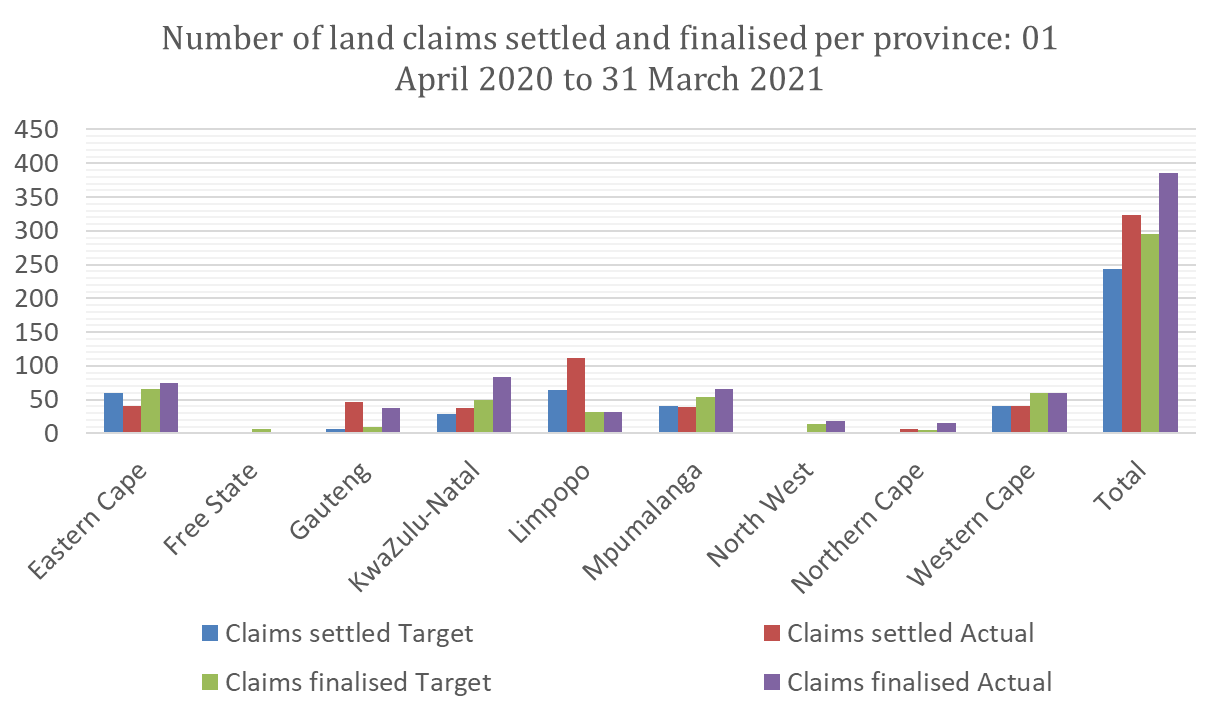 Number of land claims settled and finalised per province: 01
April 2020 to 31 March 2021
450
400
350
300
250
200
150
100
50
0
Eastern Cape
Free State
Gauteng
KwaZulu-Natal
Limpopo
Mpumalanga
North West
Northern Cape
Western Cape
Total
Claims settled Target
Claims settled Actual
Claims finalised Target
Claims finalised Actual